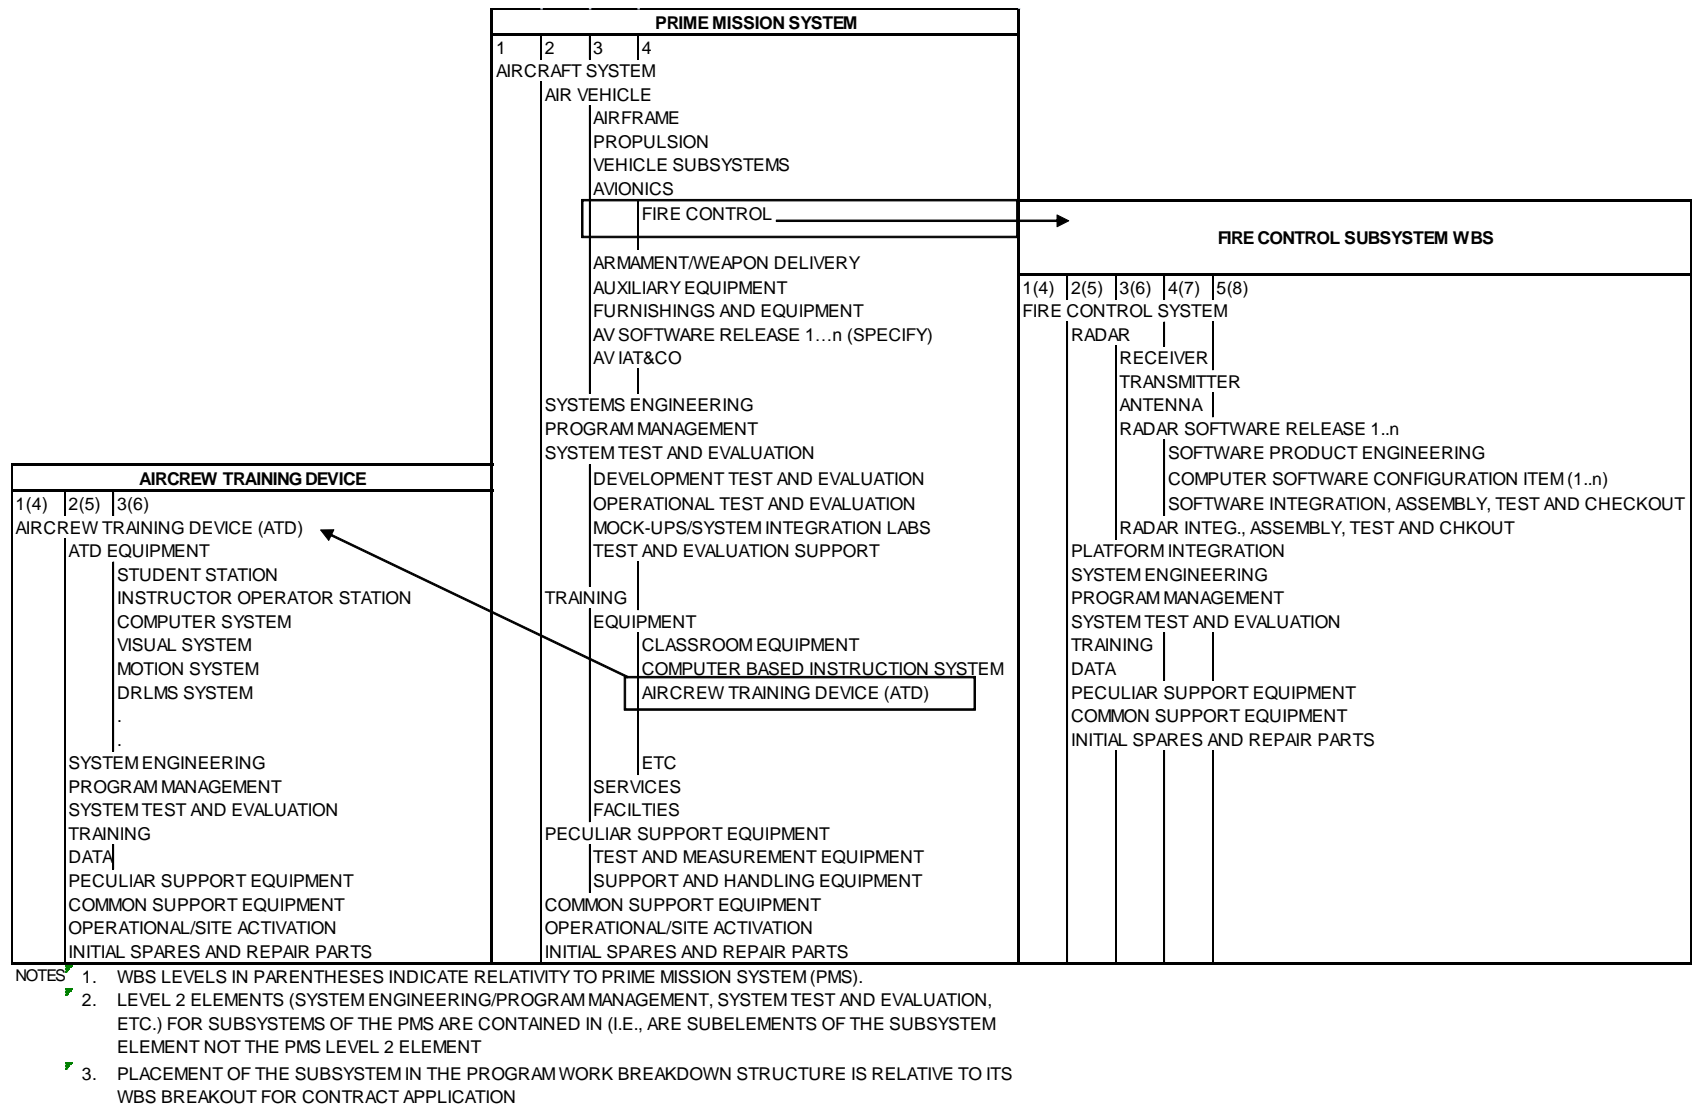 PRIME MISSION SYSTEM
1 2 3 4
AIRCRAFT SYSTEM
AIR VEHICLE
AIRFRAME
PROPULSION
VEHICLE SUBSYSTEMS
AVIONICS
FIRE CONTROL
ARMAMENT/WEAPON DELIVERY
AUXILIARY EQUIPMENT
FURNISHINGS AND EQUIPMENT
AV SOFTWARE RELEASE 1…n (SPECIFY)
AV IAT&CO
SYSTEMS ENGINEERING
PROGRAM MANAGEMENT
SYSTEM TEST AND EVALUATION
DEVELOPMENT TEST AND EVALUATION
OPERATIONAL TEST AND EVALUATION
MOCK-UPS/SYSTEM INTEGRATION LABS
TEST AND EVALUATION SUPPORT
TRAINING
EQUIPMENT
CLASSROOM EQUIPMENT
COMPUTER BASED INSTRUCTION SYSTEM
AIRCREW TRAINING DEVICE (ATD)
ETC
SERVICES
FACILTIES
PECULIAR SUPPORT EQUIPMENT
TEST AND MEASUREMENT EQUIPMENT
SUPPORT AND HANDLING EQUIPMENT
COMMON SUPPORT EQUIPMENT
OPERATIONAL/SITE ACTIVATION
INITIAL SPARES AND REPAIR PARTS
FIRE CONTROL SUBSYSTEM WBS
1(4) 2(5) 3(6) 4(7) 5(8)
FIRE CONTROL SYSTEM
RADAR
RECEIVER
TRANSMITTER
ANTENNA
RADAR SOFTWARE RELEASE 1..n
SOFTWARE PRODUCT ENGINEERING
COMPUTER SOFTWARE CONFIGURATION ITEM (1..n)
SOFTWARE INTEGRATION, ASSEMBLY, TEST AND CHECKOUT
RADAR INTEG., ASSEMBLY, TEST AND CHKOUT
PLATFORM INTEGRATION
SYSTEM ENGINEERING
PROGRAM MANAGEMENT
SYSTEM TEST AND EVALUATION
TRAINING
DATA
PECULIAR SUPPORT EQUIPMENT
COMMON SUPPORT EQUIPMENT
INITIAL SPARES AND REPAIR PARTS
AIRCREW TRAINING DEVICE
1(4) 2(5) 3(6)
AIRCREW TRAINING DEVICE (ATD)
ATD EQUIPMENT
STUDENT STATION
INSTRUCTOR OPERATOR STATION
COMPUTER SYSTEM
VISUAL SYSTEM
MOTION SYSTEM
DRLMS SYSTEM
.
.
SYSTEM ENGINEERING
PROGRAM MANAGEMENT
SYSTEM TEST AND EVALUATION
TRAINING
DATA
PECULIAR SUPPORT EQUIPMENT
COMMON SUPPORT EQUIPMENT
OPERATIONAL/SITE ACTIVATION
INITIAL SPARES AND REPAIR PARTS
NOTES 1. WBS LEVELS IN PARENTHESES INDICATE RELATIVITY TO PRIME MISSION SYSTEM (PMS).
2. LEVEL 2 ELEMENTS (SYSTEM ENGINEERING/PROGRAM MANAGEMENT, SYSTEM TEST AND EVALUATION,
ETC.) FOR SUBSYSTEMS OF THE PMS ARE CONTAINED IN (I.E., ARE SUBELEMENTS OF THE SUBSYSTEM
ELEMENT NOT THE PMS LEVEL 2 ELEMENT
3. PLACEMENT OF THE SUBSYSTEM IN THE PROGRAM WORK BREAKDOWN STRUCTURE IS RELATIVE TO ITS
WBS BREAKOUT FOR CONTRACT APPLICATION